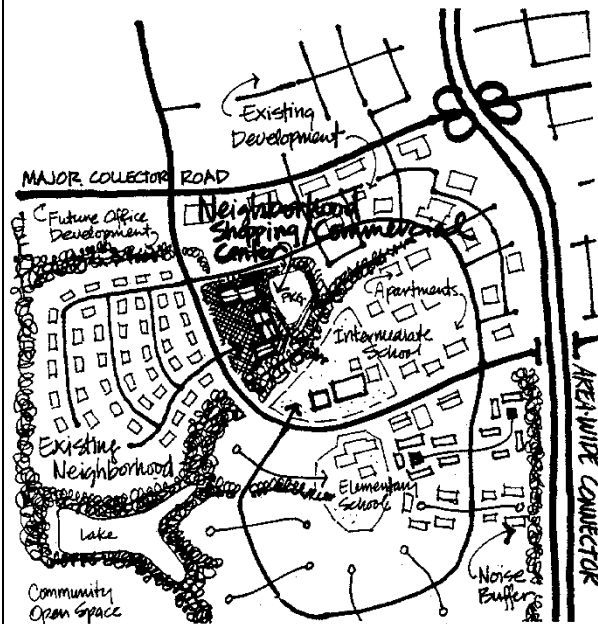 Existing
Development
MAJOR COLLECTOR ROAD
Future Office
Development
Neighborhood
Shopping/Commercial
Center
PKG.
Apartments
Intermediate
School
AREA-WIDE CONNECTOR
Existing
Neighborhood
Elementary
School
Lake
Noise
Buffer
Community
Open Space